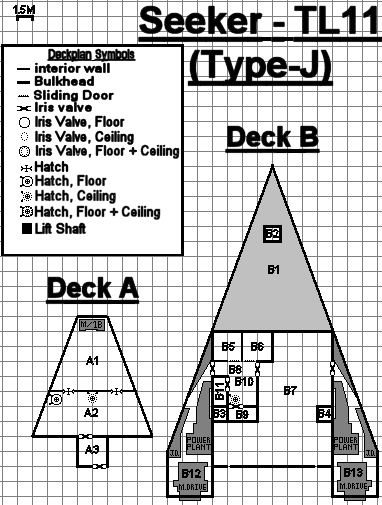 1.5M
Seeker - TL11
(Type-J)
Deckplan Symbols
interior wall
Bulkhead
Sliding Door
Iris valve
Iris Valve, Floor
Iris Valve, Ceiling
Iris Valve, Floor + Ceiling
Hatch
Hatch, Floor
Hatch, Ceiling
Hatch, Floor + Ceiling
Lift Shaft
Deck B
B2
B1
Deck A
M/1B
A1
A2
A3
B5
B6
B8
B11
B10
B7
B3
B9
B4
POWER
PLANT
POWER
PLANT
J.D.
J.D.
B12
M.DRIVE
B13
M.DRIVE